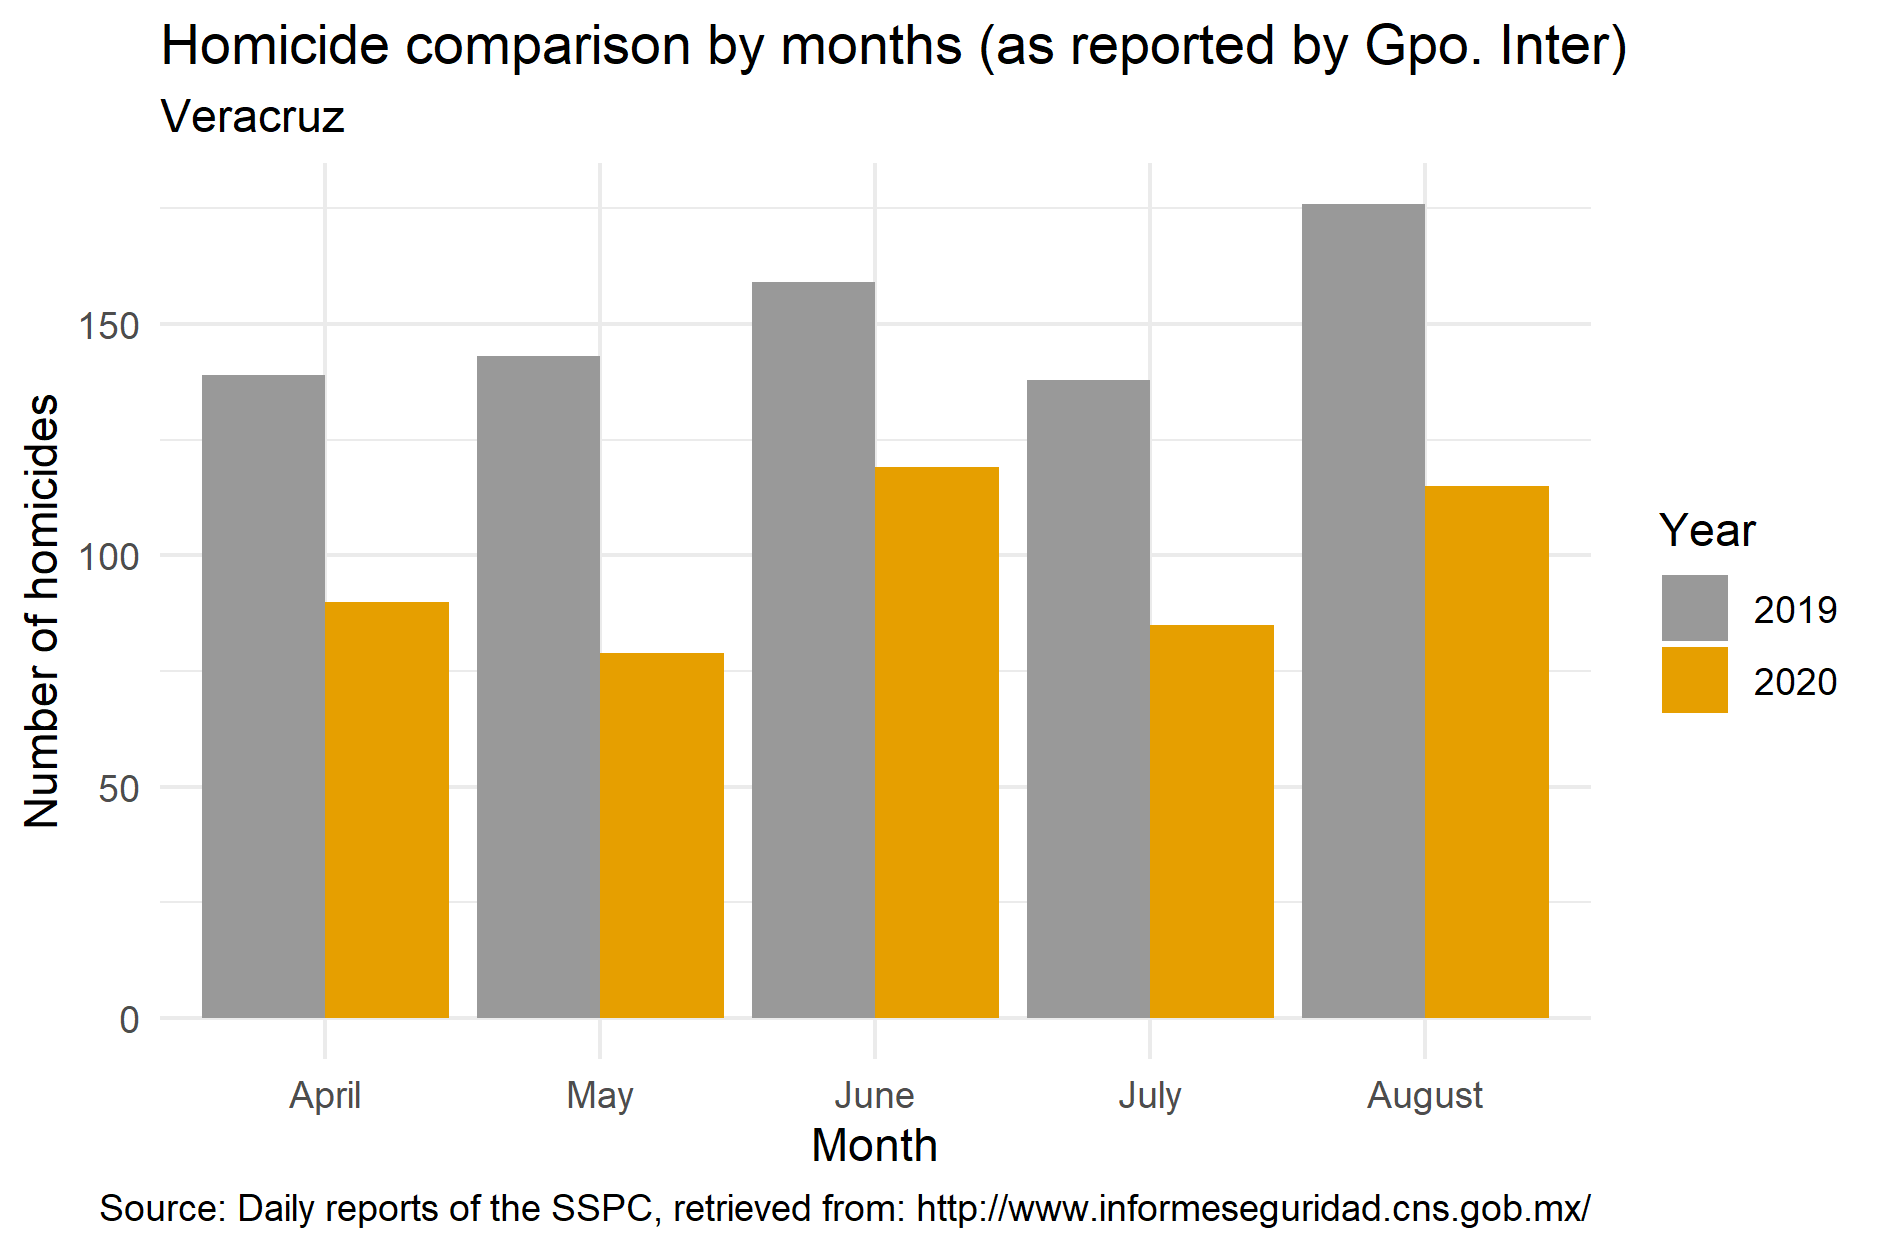 Homicide comparison by months (as reported by Gpo. Inter)
Veracruz
Number of homicides
150
100
50
0
April May June July August
Month
Year
2019
2020
Source: Daily reports of the SSPC, retrieved from: http://www.informeseguridad.cns.gob.mx/